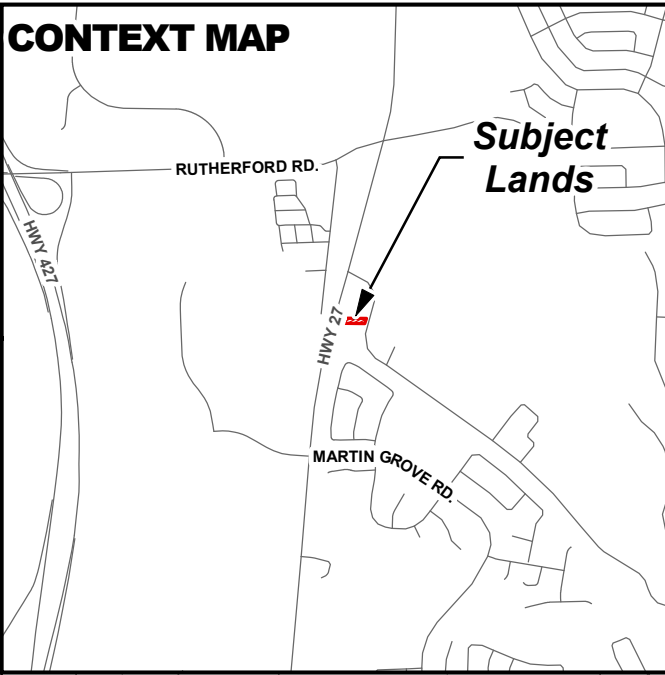 CONTEXT MAP
Subject
Lands
RUTHERFORD RD.
HWY 427
HWY 27
MARTIN GROVE RD.